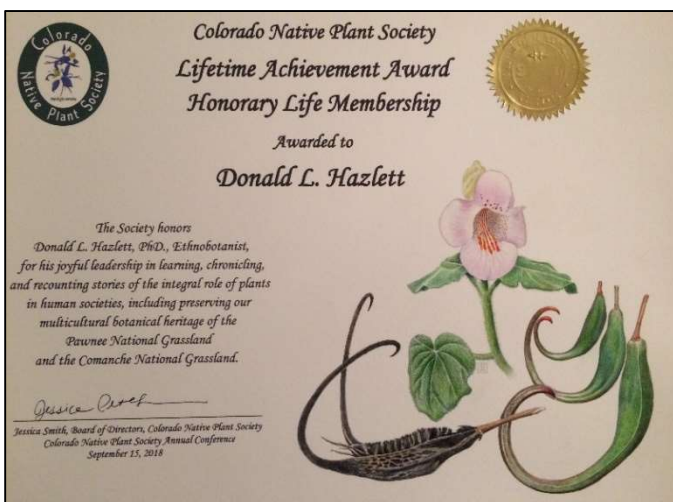 Colorado
Native Plant Society
Colorado Native Plant Society
Lifetime Achievement Award
Honorary Life Membership
Awarded to
Donald L. Hazlett
The Society honors
Donald L. Hazlett, PhD., Ethnobotanist,
for his joyful leadership in learning, chronicling,
and recounting stories of the integral role of plants
in human societies, including preserving our
multicultural botanical heritage of the
Pawnee National Grassland
and the Comanche National Grassland.
Jessica
Jessica Smith, Board of Directors, Colorado Native Plant Society
Colorado Native Plant Society Annual Conference
September 15, 2018